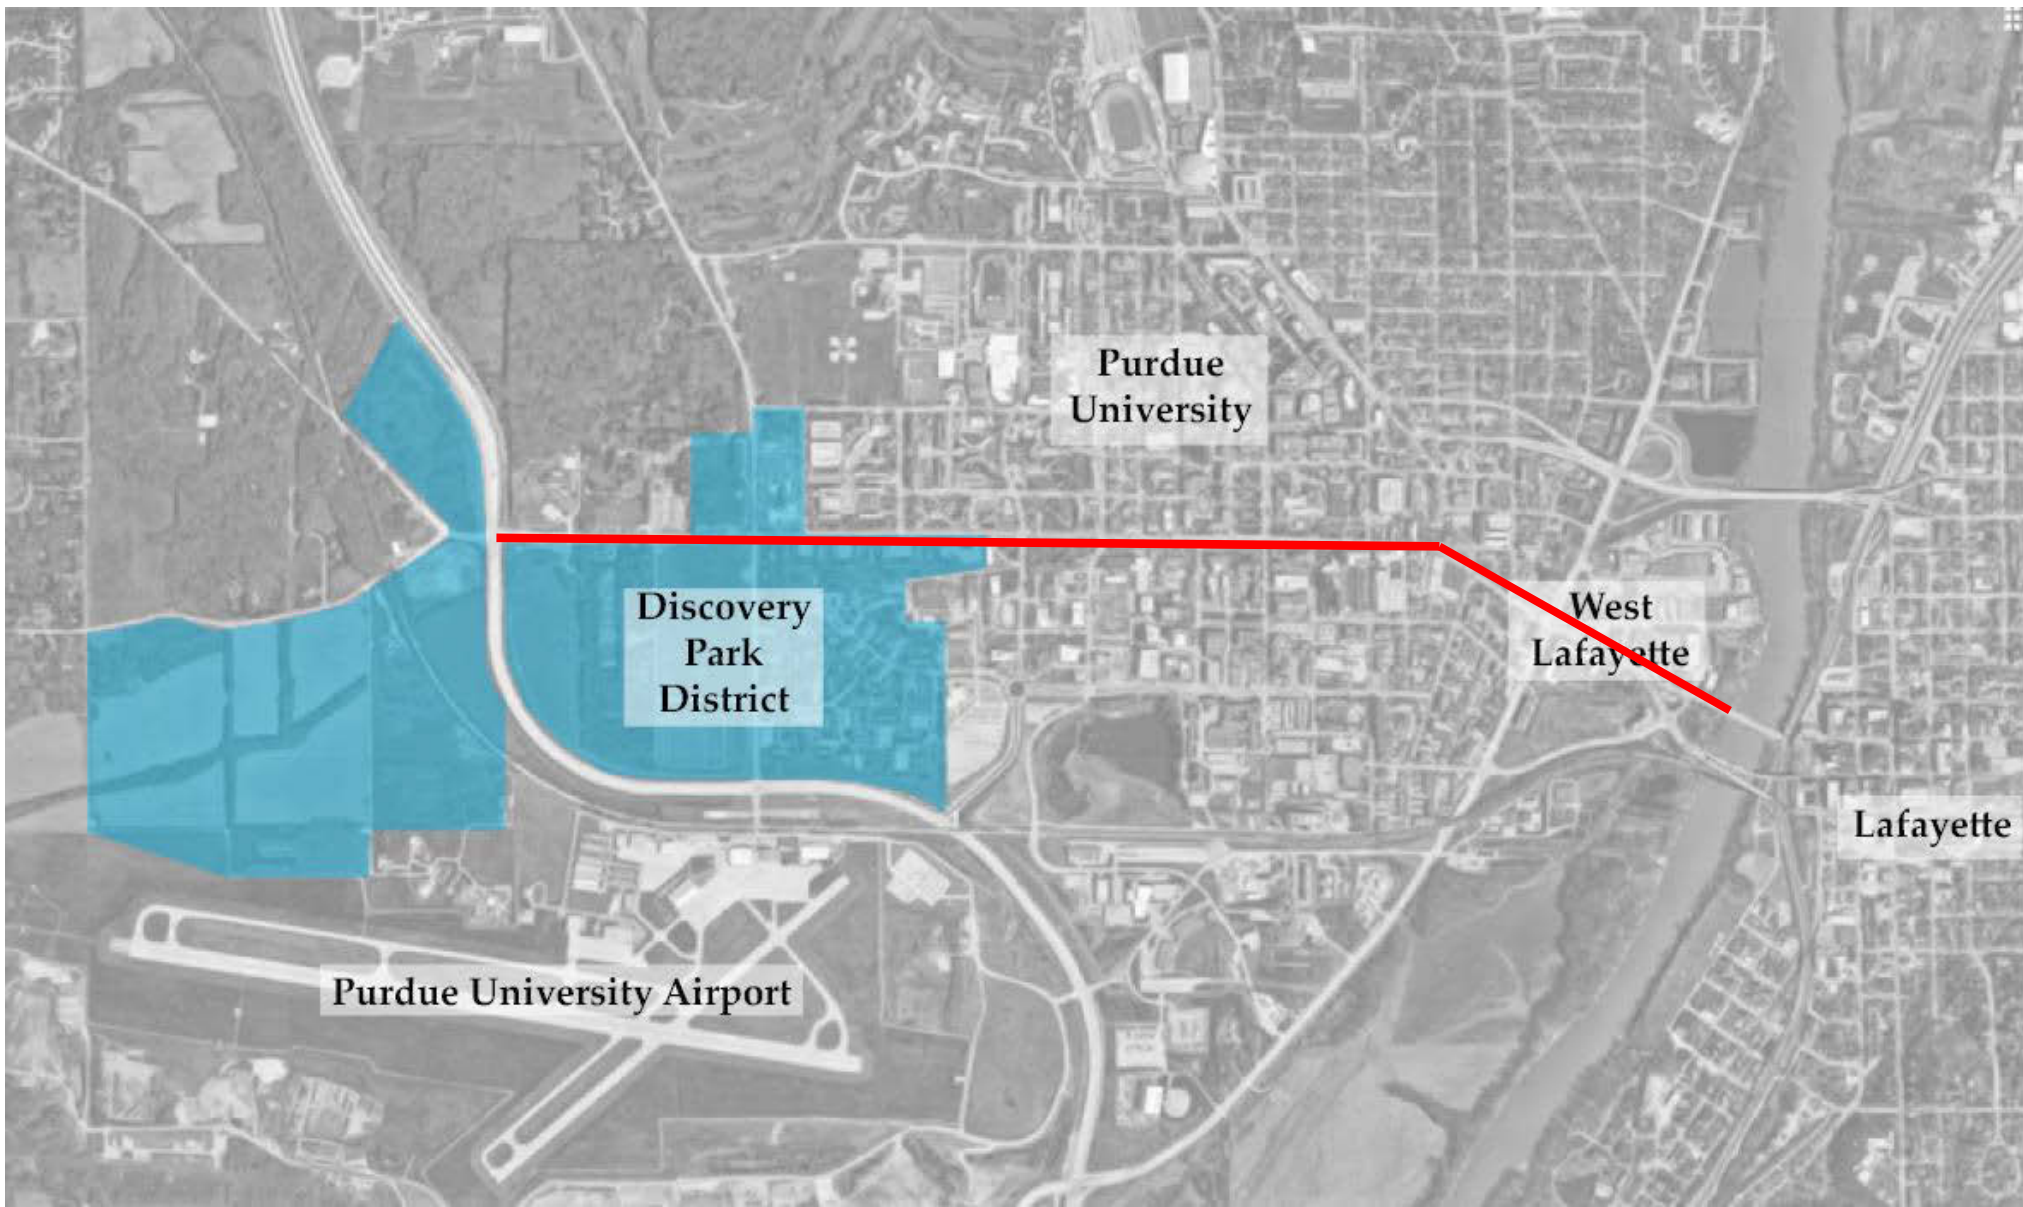 Purdue
University
Discovery
Park
District
West
Lafayette
Lafayette
Purdue University Airport